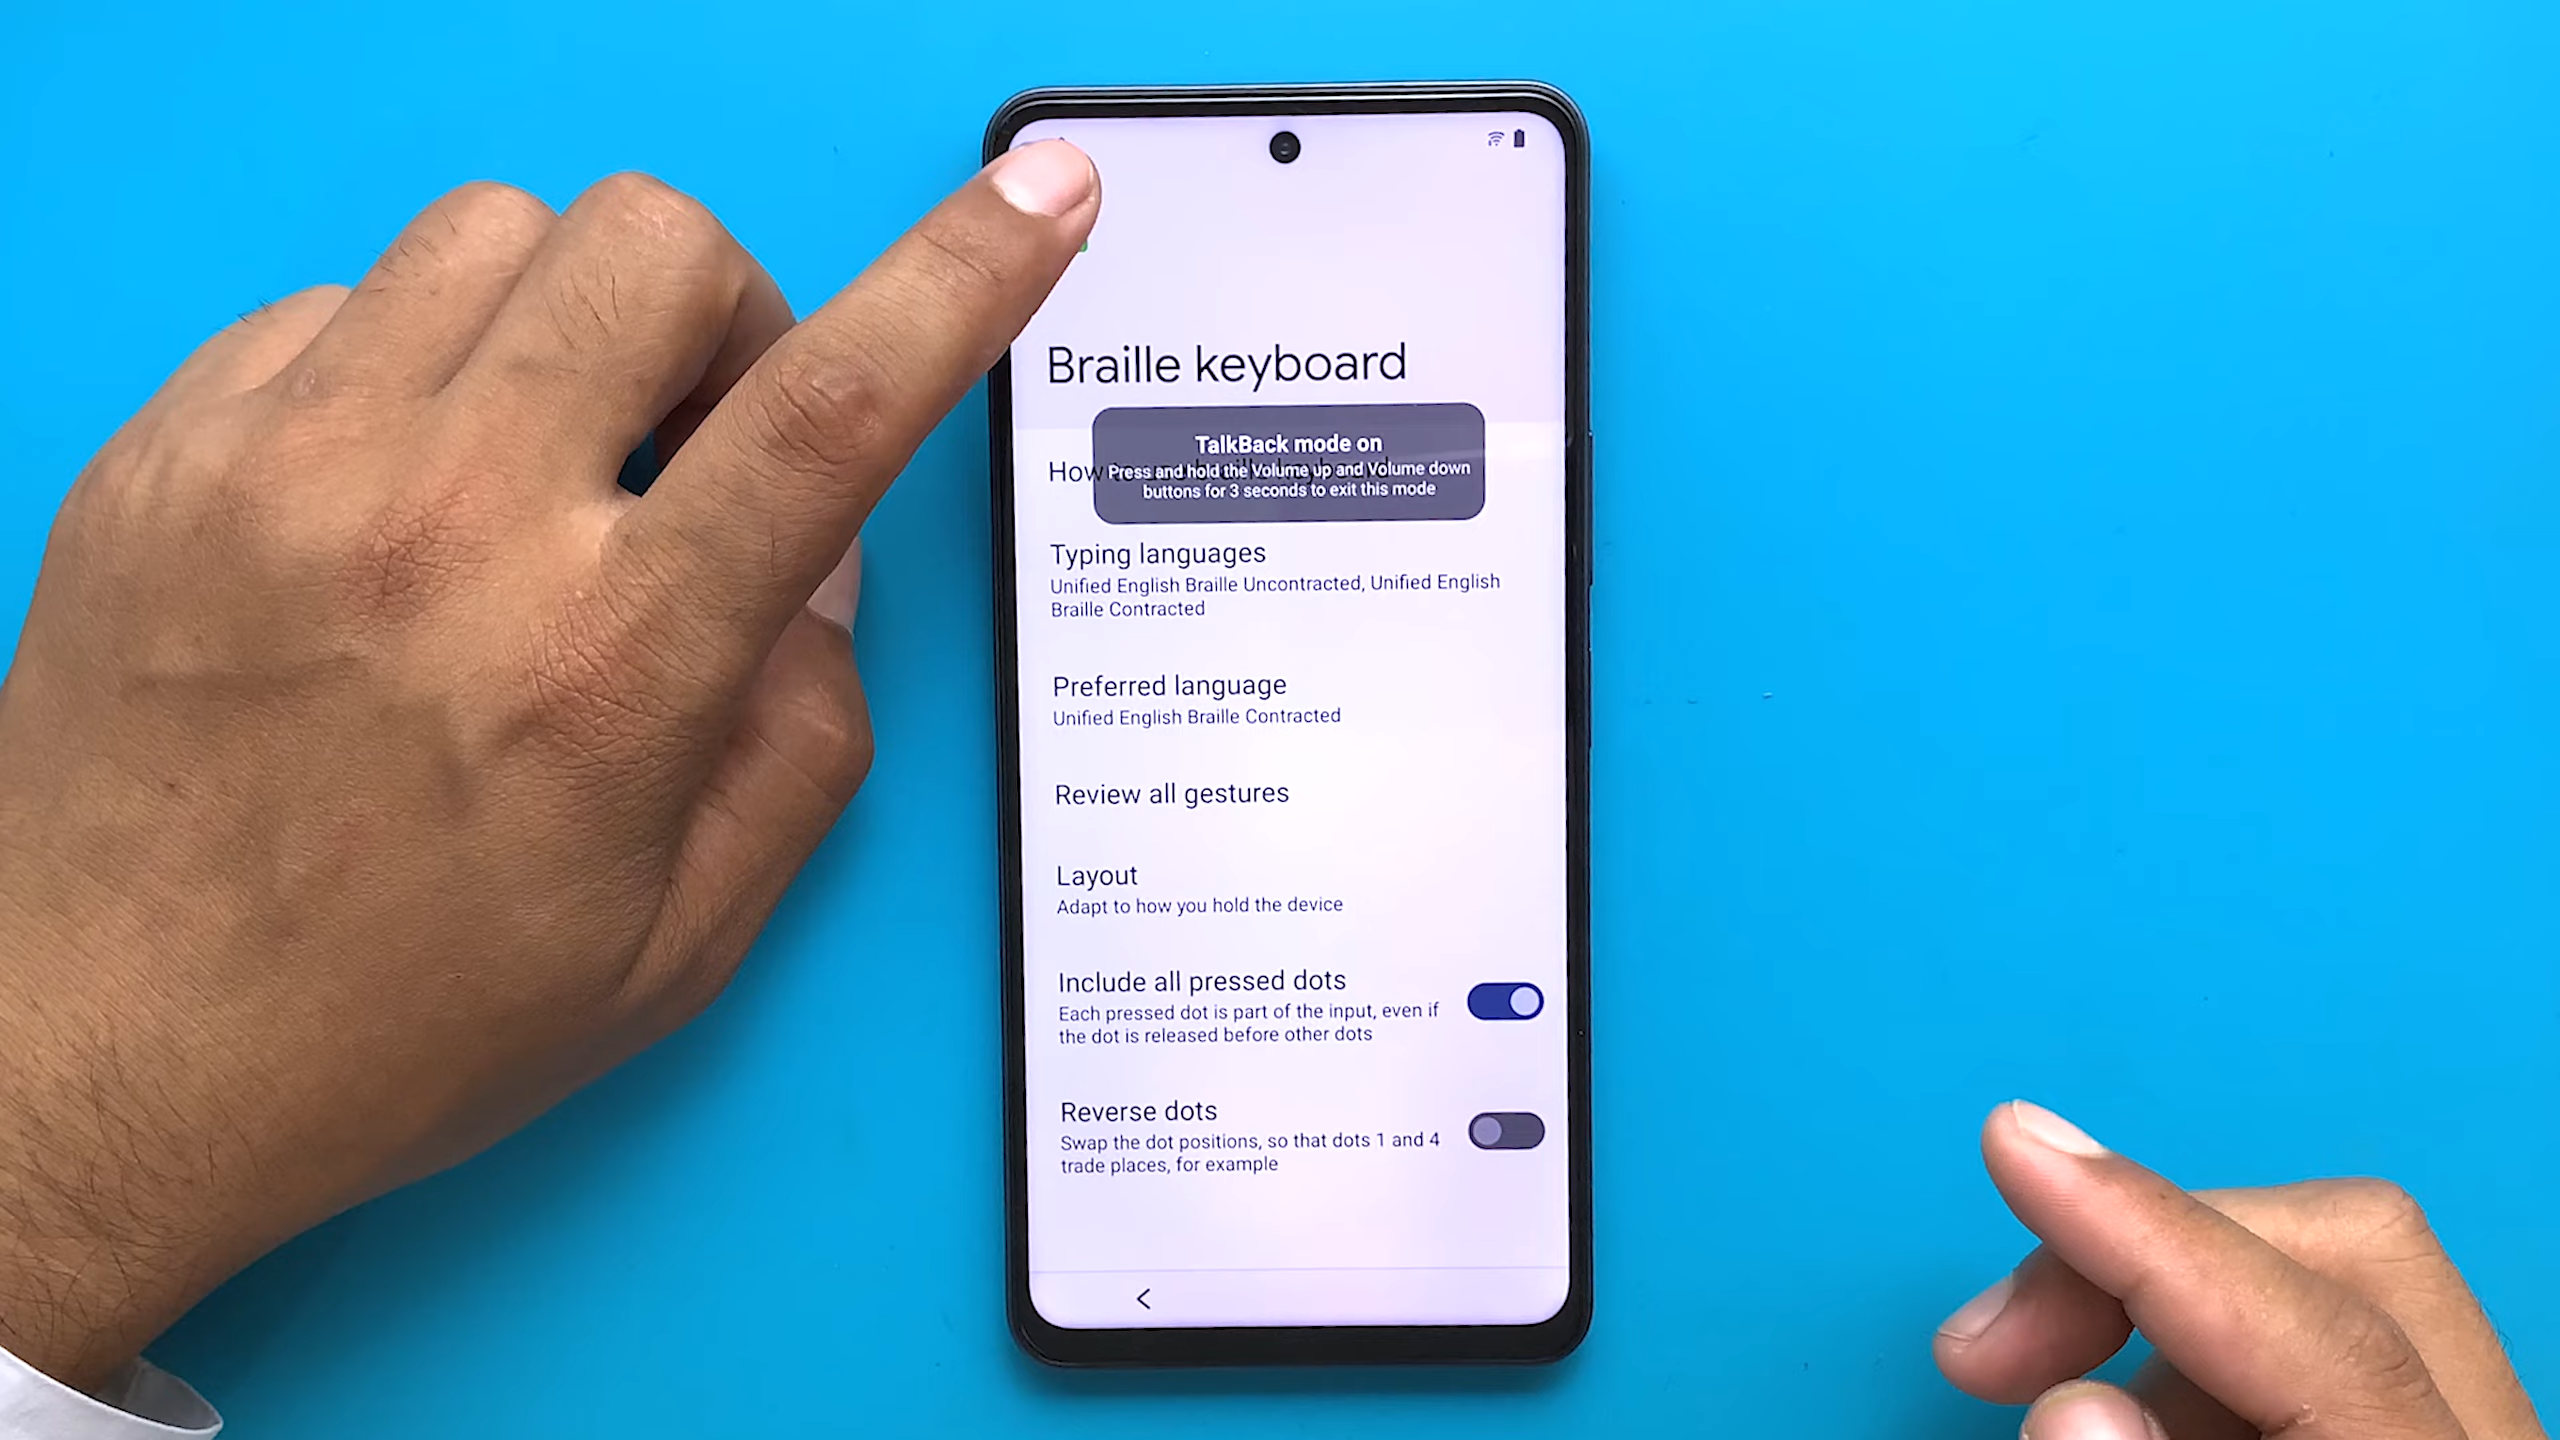 Braille keyboard
TalkBack mode on
How
Press and hold the Volume up and Volume down
buttons for 3 seconds to exit this mode
Typing languages
Unified English Braille Uncontracted, Unified English
Braille Contracted
Preferred language
Unified English Braille Contracted
Review all gestures
Layout
Adapt to how you hold the device
Include all pressed dots
Each pressed dot is part of the input, even if
the dot is released before other dots
Reverse dots
Swap the dot positions, so that dots 1 and 4
trade places, for example